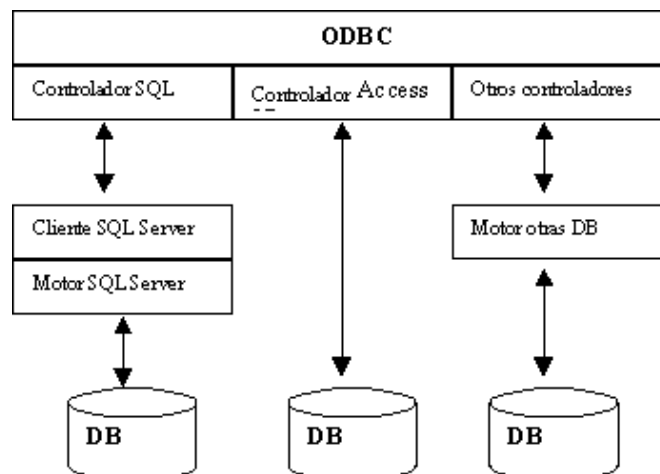 ODBC
Controlador SQL
Controlador Access
Otros controladores
Cliente SQL Server
Motor otras DB
Motor SQL Server
DB
DB
DB